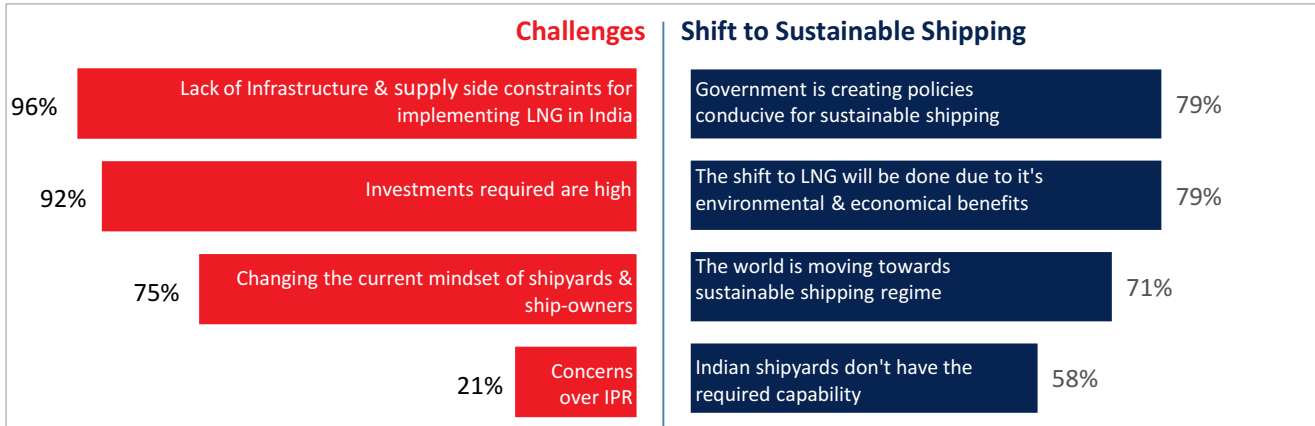 Challenges
96%
Lack of Infrastructure & supply side constraints for
implementing LNG in India
92%
Investments required are high
75%
Changing the current mindset of shipyards &
ship-owners
21%
Concerns
over IPR
Shift to Sustainable Shipping
Government is creating policies
conducive for sustainable shipping
79%
The shift to LNG will be done due to it's
environmental & economical benefits
79%
The world is moving towards
sustainable shipping regime
71%
Indian shipyards don't have the
required capability
58%